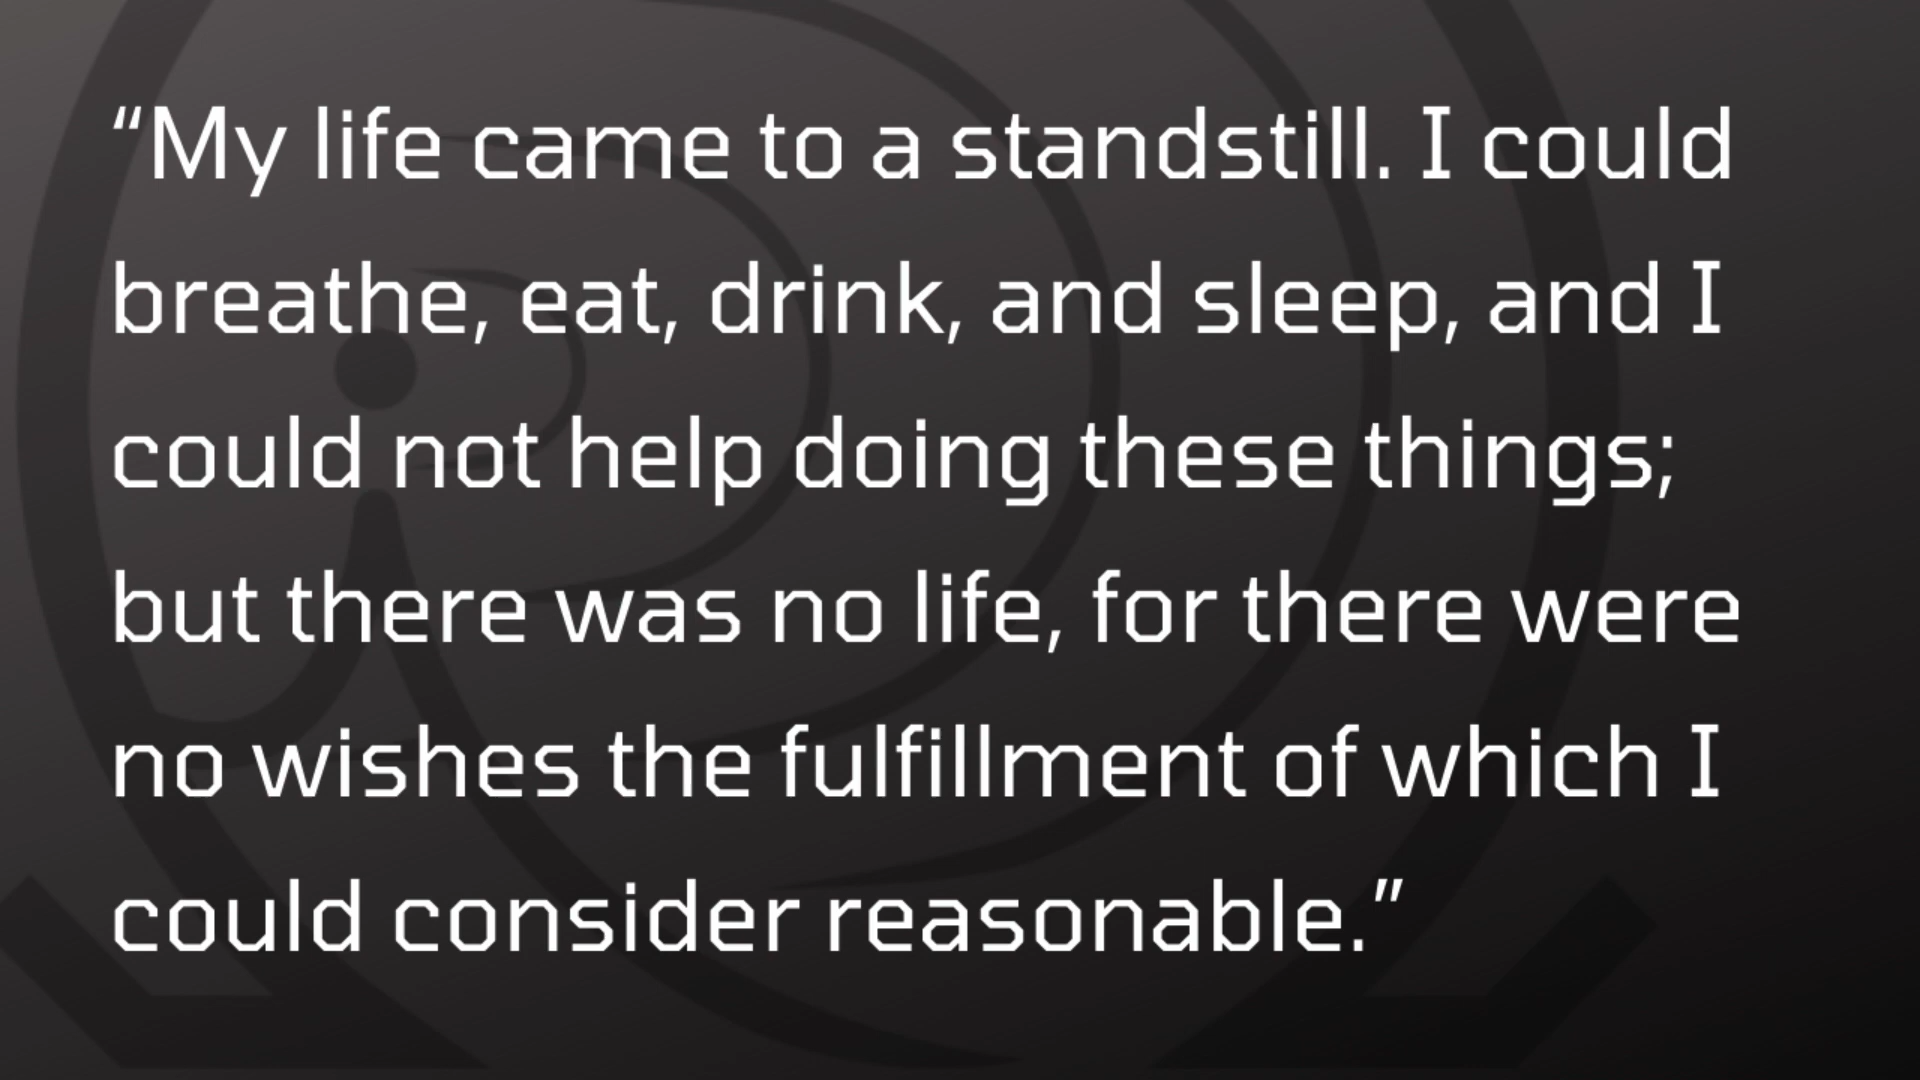 “My life came to a standstill. I could
breathe, eat, drink, and sleep, and I
could not help doing these things;
but there was no life, for there were
no wishes the fulfillment of which I
could consider reasonable.”